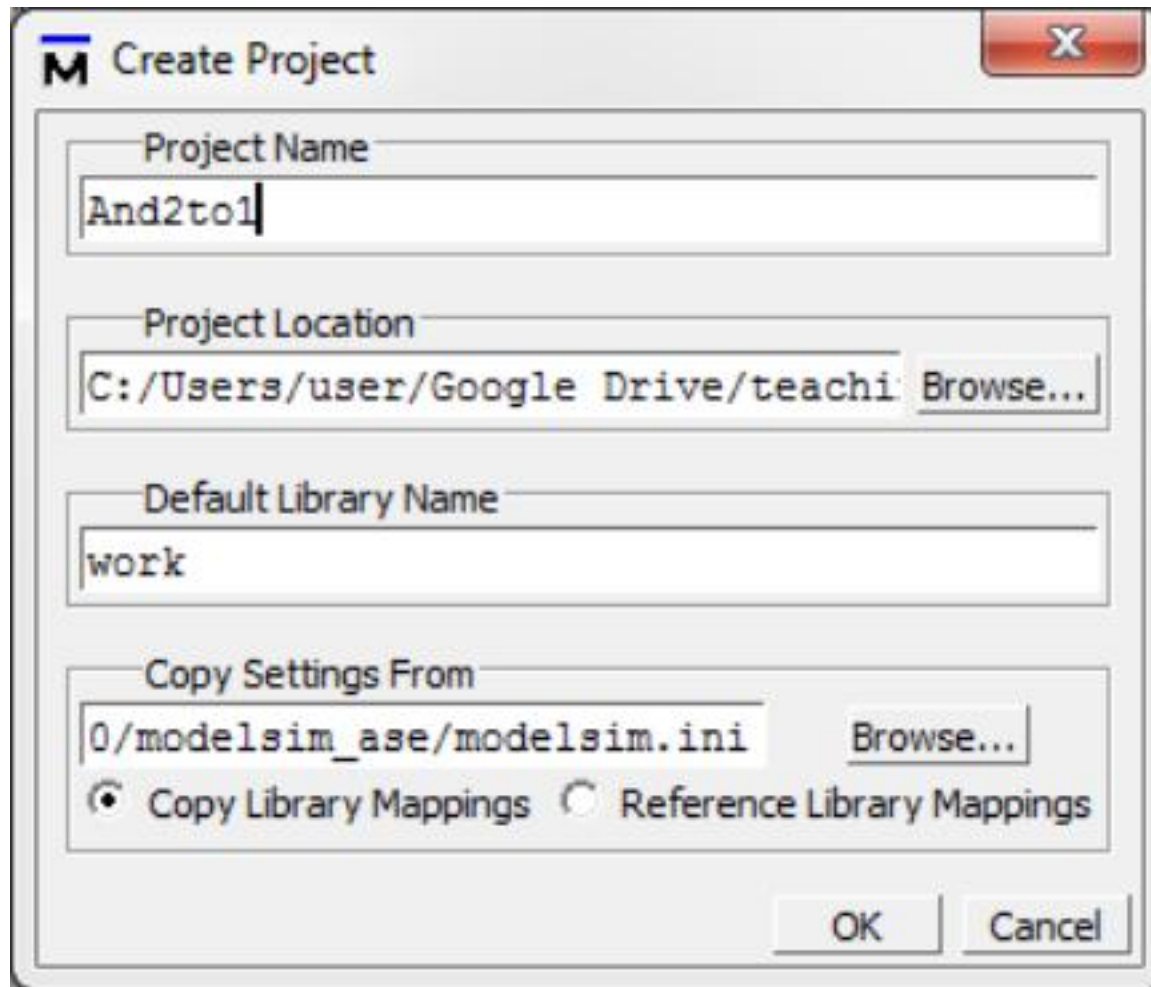 M Create Project
Project Name
And2to1
Project Location
C:/Users/user/Google Drive/teachi Browse...
Default Library Name
work
Copy Settings From
0/modelsim_ase/modelsim.ini Browse...
Copy Library Mappings Reference Library Mappings
OK Cancel